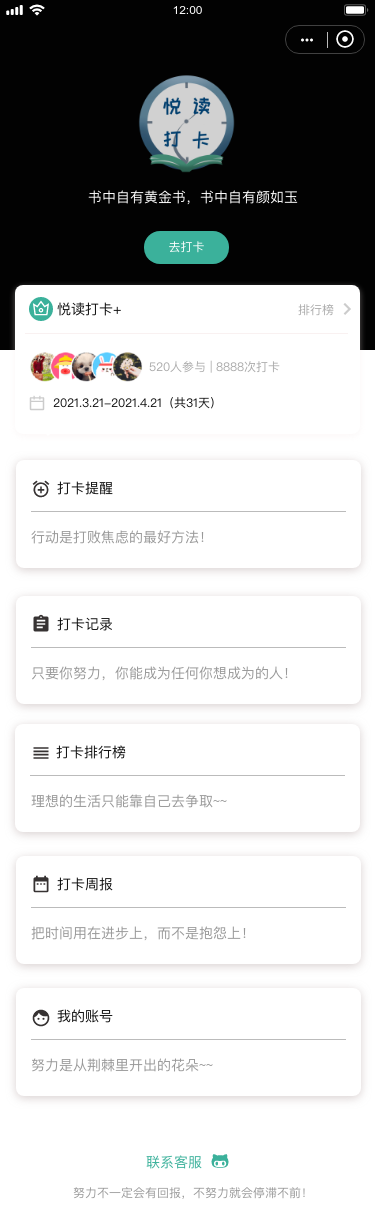 12:00
悦 读
打 卡
书中自有黄金书，书中自有颜如玉
去打卡
悦读打卡+
排行榜
520人参与 | 8888次打卡
2021.3.21-2021.4.21（共31天）
打卡提醒
行动是打败焦虑的最好方法！
打卡记录
只要你努力，你能成为任何你想成为的人！
打卡排行榜
理想的生活只能靠自己去争取~~
打卡周报
把时间用在进步上，而不是抱怨上！
我的账号
努力是从荆棘里开出的花朵~~
联系客服
努力不一定会有回报，不努力就会停滞不前！